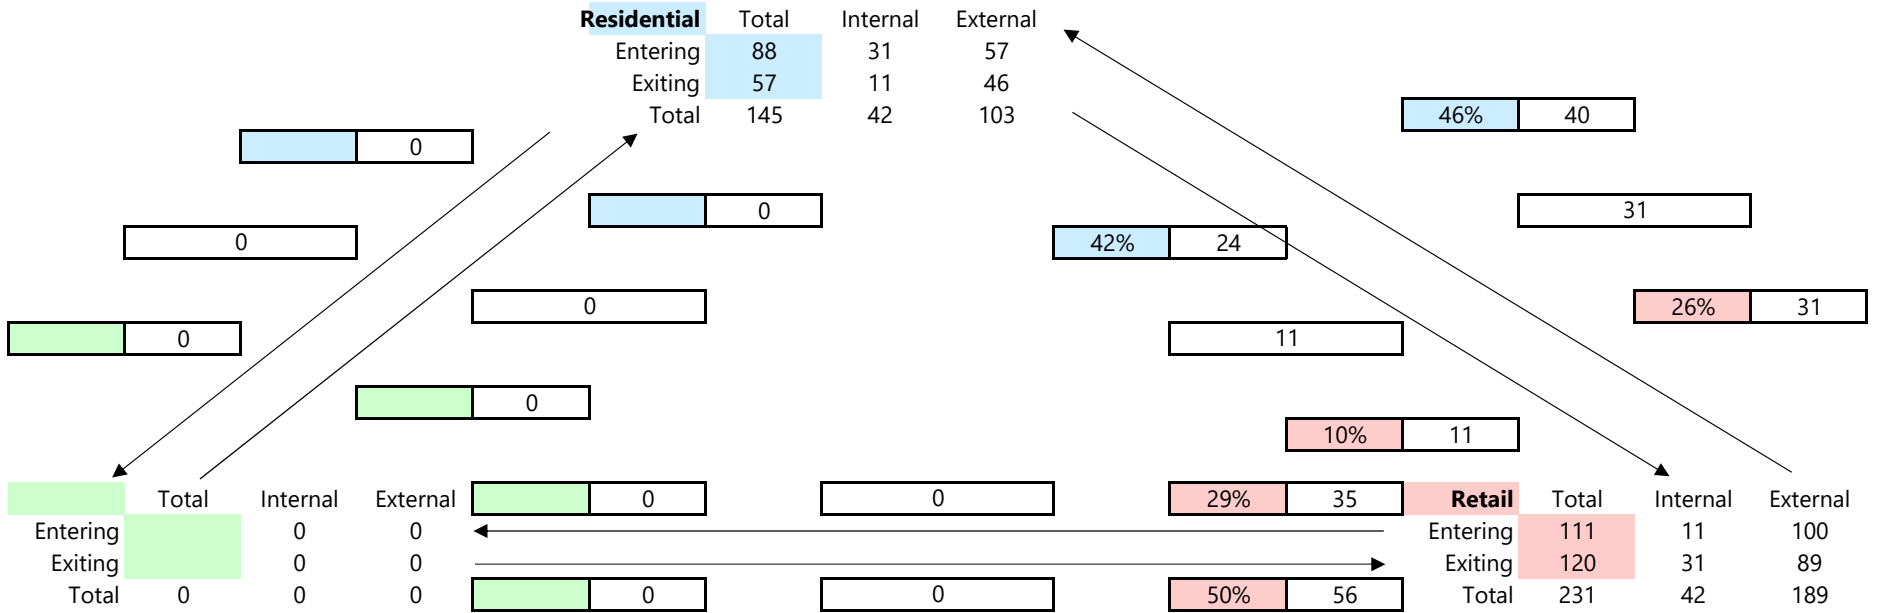 Residential Total Internal External
Entering 88 31 57
Exiting 57 11 46
Total 145 42 103
46% 40
0
0
31
0
42% 24
0
26% 31
0
11
0
10% 11
Total Internal External
0
0
29% 35
Retail Total Internal External
Entering 0 0
Entering 111 11 100
Exiting 0 0
Exiting 120 31 89
Total 0 0 0
0
0
50% 56
Total 231 42 189